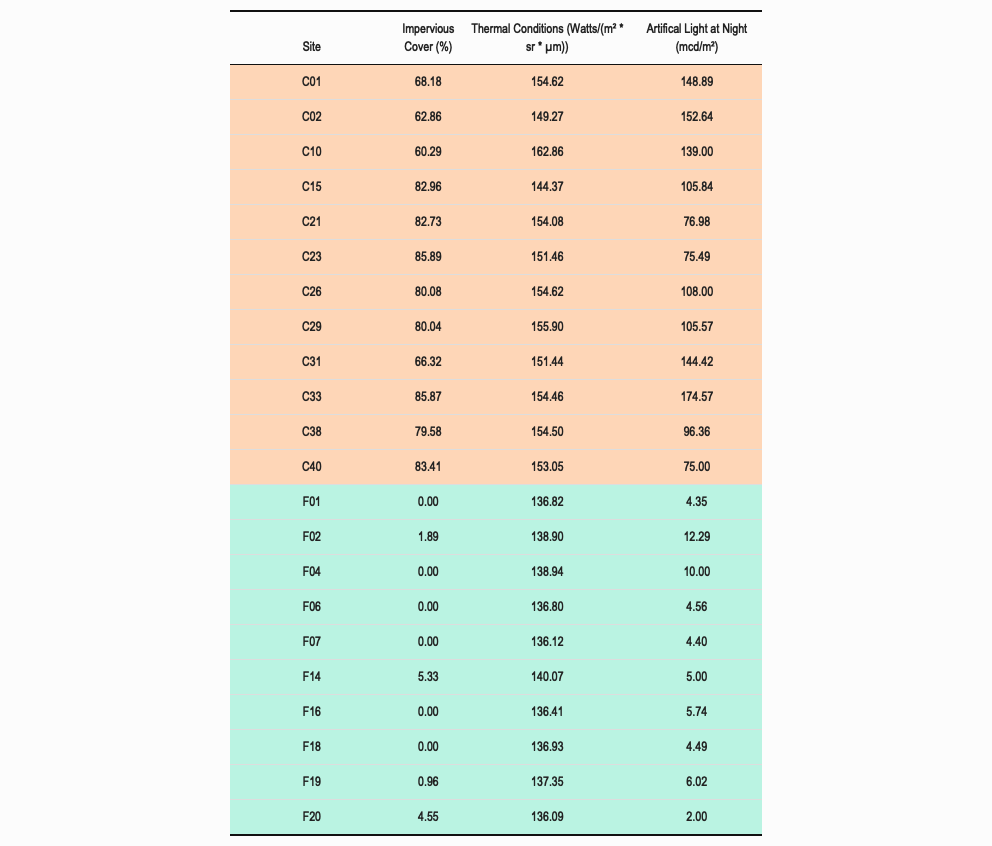 Site Impervious Cover (%) Thermal Conditions (Watts/(m² * sr * µm)) Artifical Light at Night (mcd/m²)
C01 68.18 154.62 148.89
C02 62.86 149.27 152.64
C10 60.29 162.86 139.00
C15 82.96 144.37 105.84
C21 82.73 154.08 76.98
C23 85.89 151.46 75.49
C26 80.08 154.62 108.00
C29 80.04 155.90 105.57
C31 66.32 151.44 144.42
C33 85.87 154.46 174.57
C38 79.58 154.50 96.36
C40 83.41 153.05 75.00
F01 0.00 136.82 4.35
F02 1.89 138.90 12.29
F04 0.00 138.94 10.00
F06 0.00 136.80 4.56
F07 0.00 136.12 4.40
F14 5.33 140.07 5.00
F16 0.00 136.41 5.74
F18 0.00 136.93 4.49
F19 0.96 137.35 6.02
F20 4.55 136.09 2.00